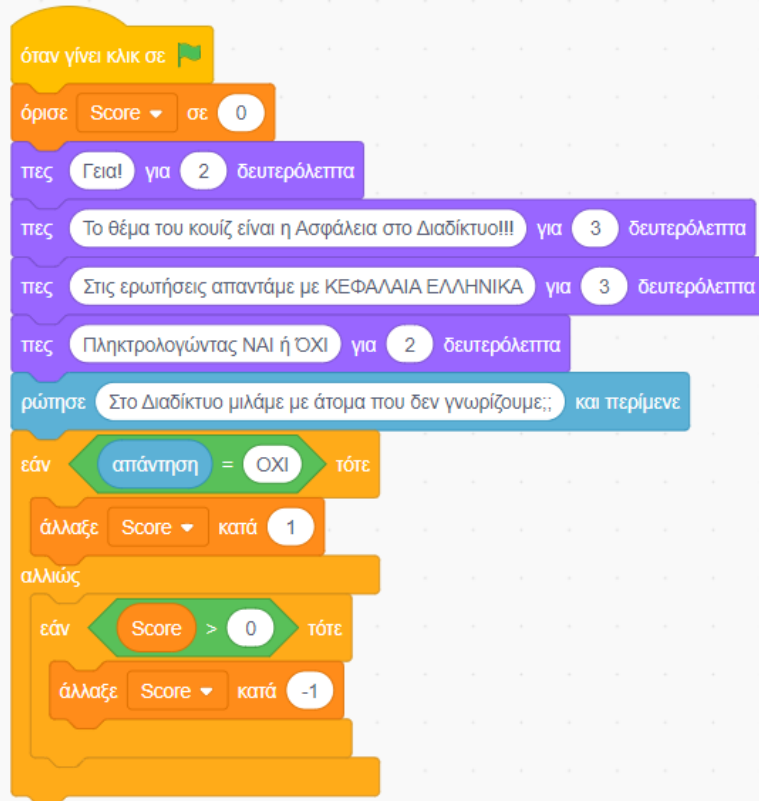 όταν γίνει κλικ σε
όρισε Score σε 0
πες Γεια! για 2 δευτερόλεπτα
πες Το θέμα του κουίζ είναι η Ασφάλεια στο Διαδίκτυο!!! για 3 δευτερόλεπτα
πες Στις ερωτήσεις απαντάμε με ΚΕΦΑΛΑΙΑ ΕΛΛΗΝΙΚΑ για 3 δευτερόλεπτα
πες Πληκτρολογώντας ΝΑΙ ή ΌΧΙ για 2 δευτερόλεπτα
ρώτησε Στο Διαδίκτυο μιλάμε με άτομα που δεν γνωρίζουμε;; και περίμενε
εάν απάντηση = ΟΧΙ τότε
άλλαξε Score κατά 1
αλλιώς
εάν Score > 0 τότε
άλλαξε Score κατά -1